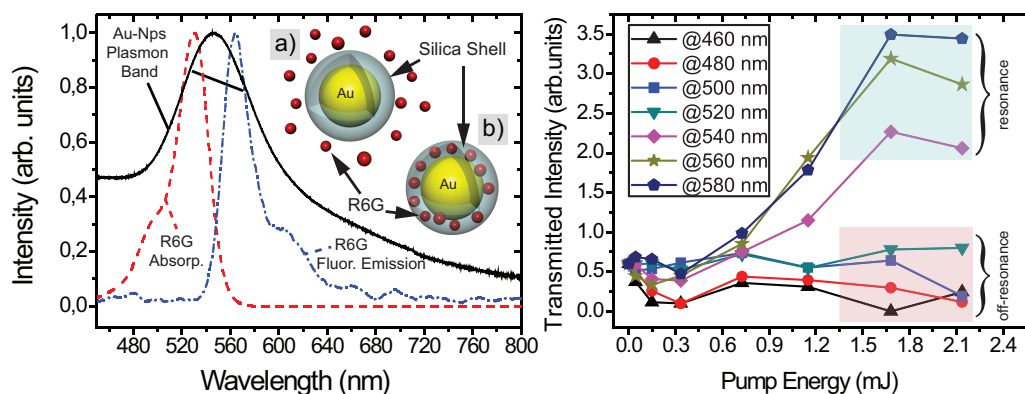 Intensity (arb. units)
1,0
0,8
0,6
0,4
0,2
0,0
480 520 560 600 640 680 720 760 800
Wavelength (nm)
Au-Nps
Plasmon
Band
a)
Silica Shell
Au
b)
Au
R6G
R6G
Absorp.
R6G
Fluor. Emission
Transmitted Intensity (arb.units)
3.5
3.0
2.5
2.0
1.5
1.0
0.5
0.0
0.0 0.3 0.6 0.9 1.2 1.5 1.8 2.1 2.4
Pump Energy (mJ)
@460 nm
@480 nm
@500 nm
@520 nm
@540 nm
@560 nm
@580 nm
resonance
off-resonance